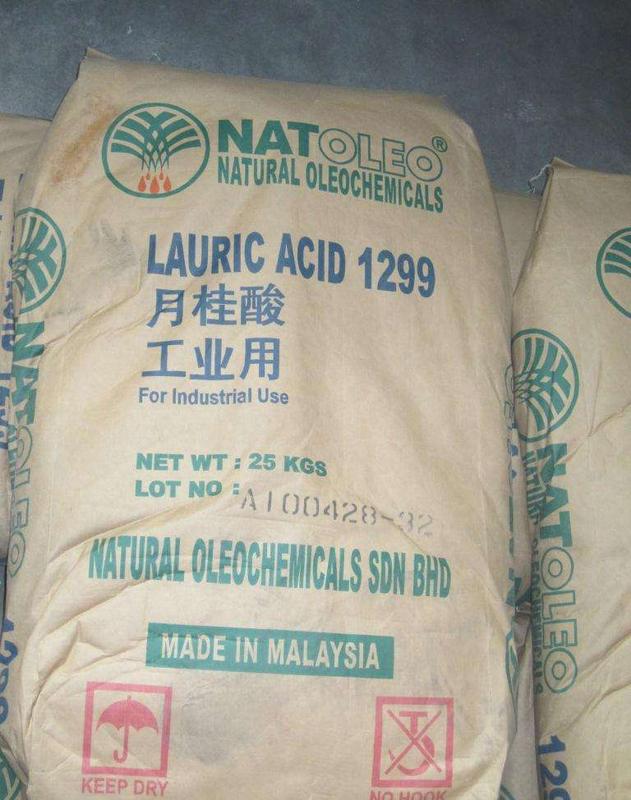 NATOLEO®
NATURAL OLEOCHEMICALS
LAURIC ACID 1299
月桂酸
工业用
For Industrial Use
NET WT : 25 KGS
LOT NO : A100428-32
NATURAL OLEOCHEMICALS SDN BHD
MADE IN MALAYSIA
KEEP DRY
NO HOOK
NATOLEO
NATOLEO